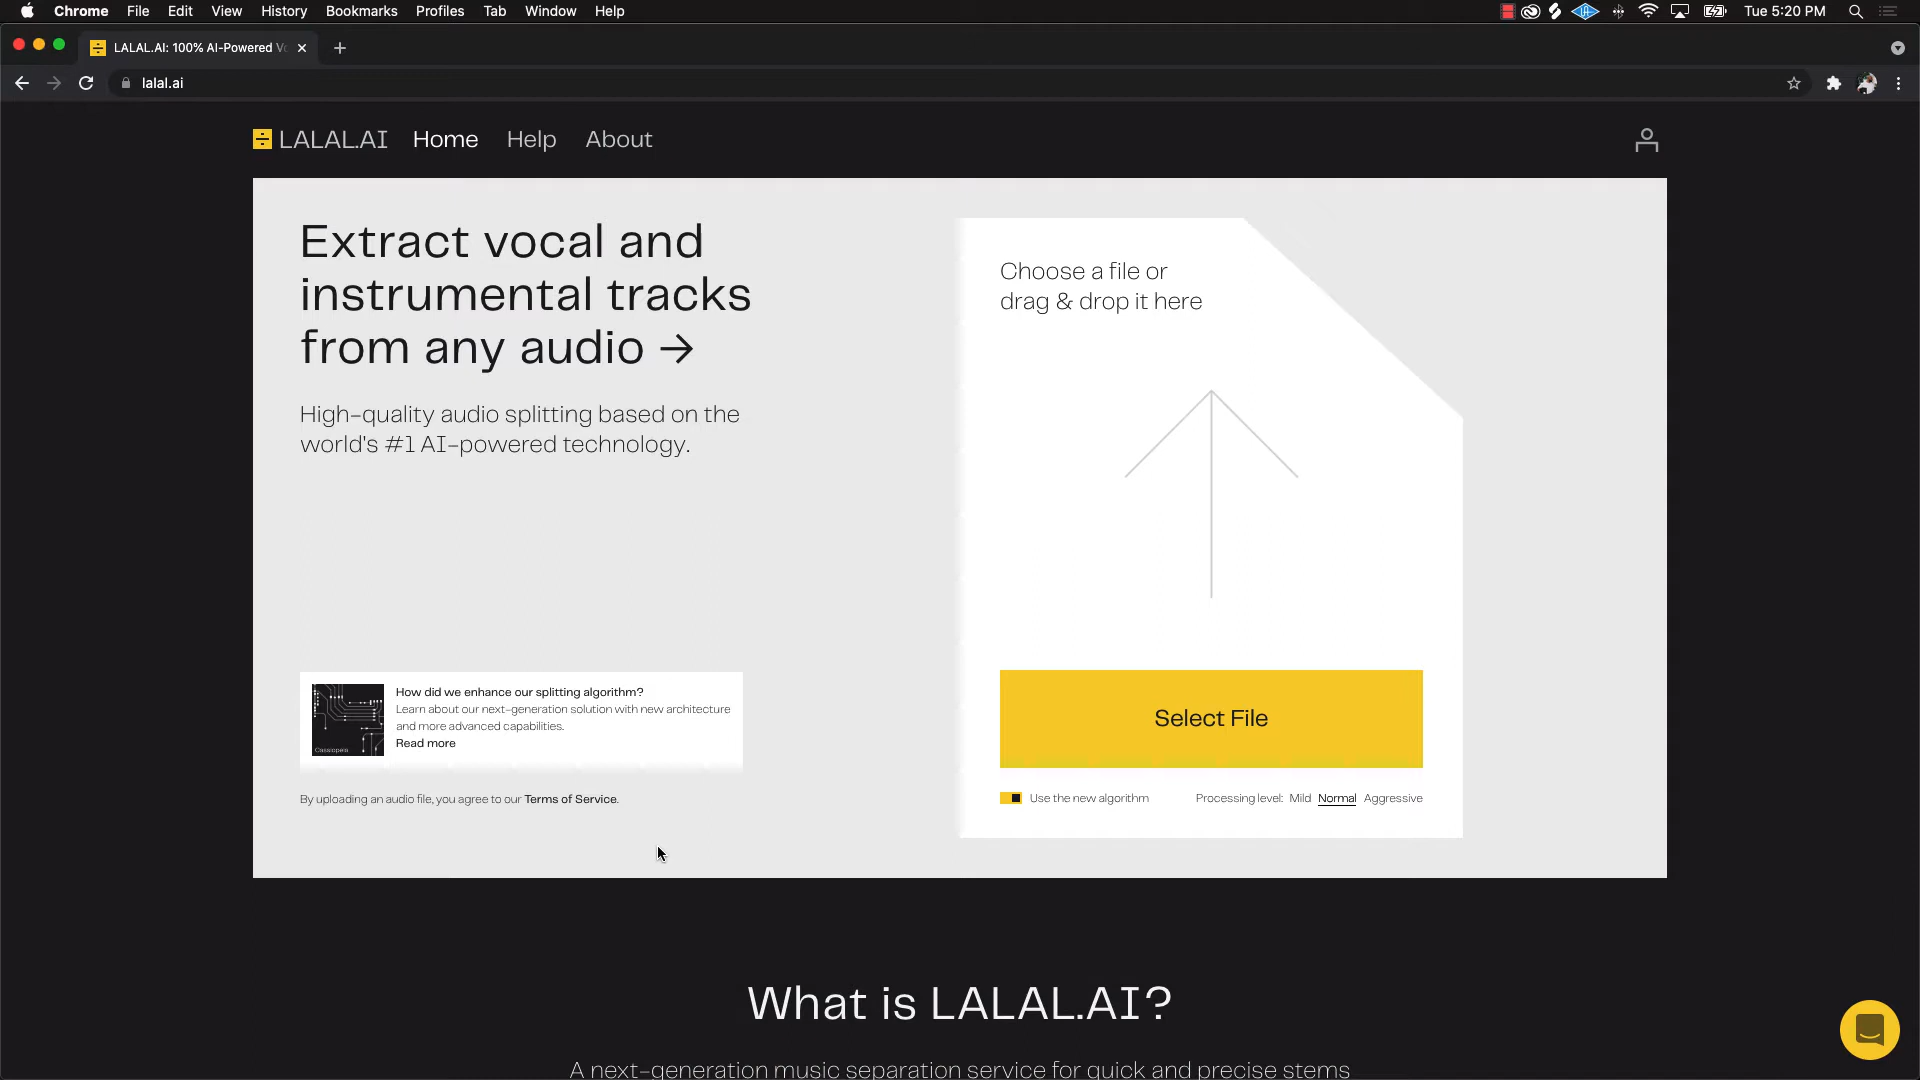 Chrome File Edit View History Bookmarks Profiles Tab Window Help Tue 5:20 PM
LALAL.AI: 100% AI-Powered Vo
lalal.ai
LALAL.AI Home Help About
Extract vocal and
instrumental tracks
from any audio →
High-quality audio splitting based on the
world's #1 AI-powered technology.
Choose a file or
drag & drop it here
Select File
Use the new algorithm Processing level: Mild Normal Aggressive
How did we enhance our splitting algorithm?
Learn about our next-generation solution with new architecture
and more advanced capabilities.
Read more
Cassiopeia
By uploading an audio file, you agree to our Terms of Service.
What is LALAL.AI?
A next-generation music separation service for quick and precise stems